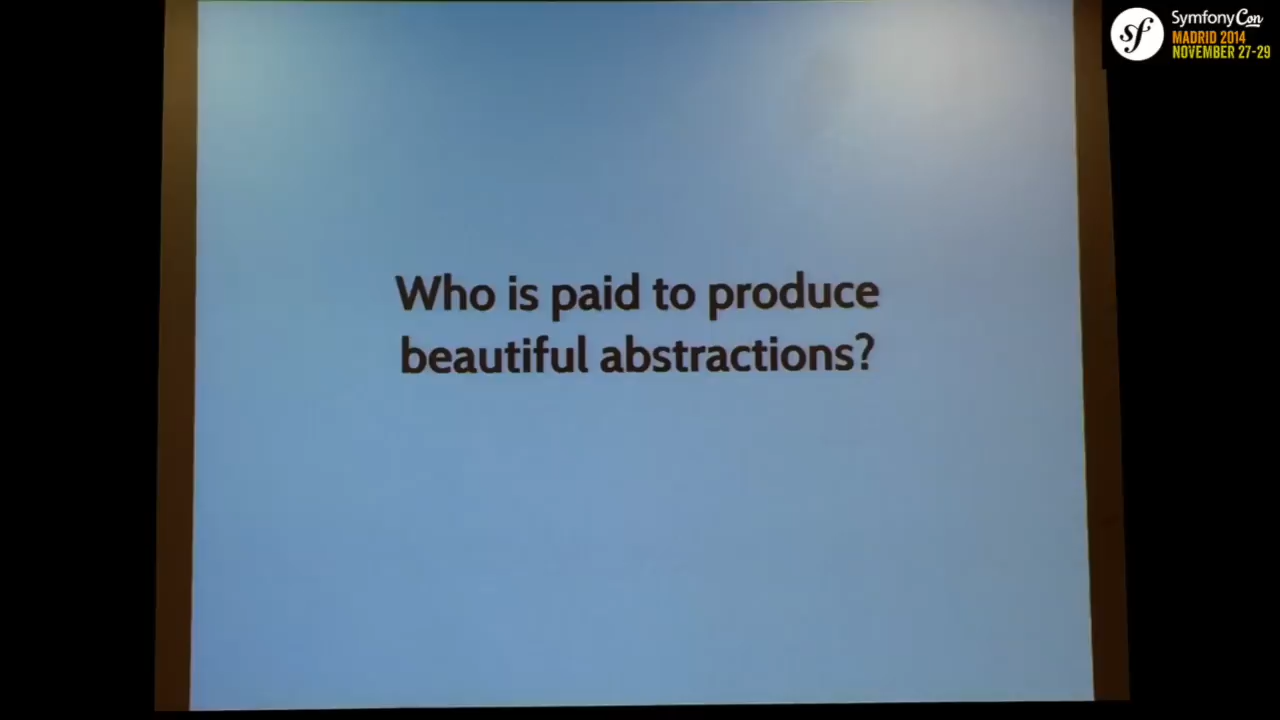 SymfonyCon
MADRID 2014
NOVEMBER 27-29
Who is paid to produce
beautiful abstractions?